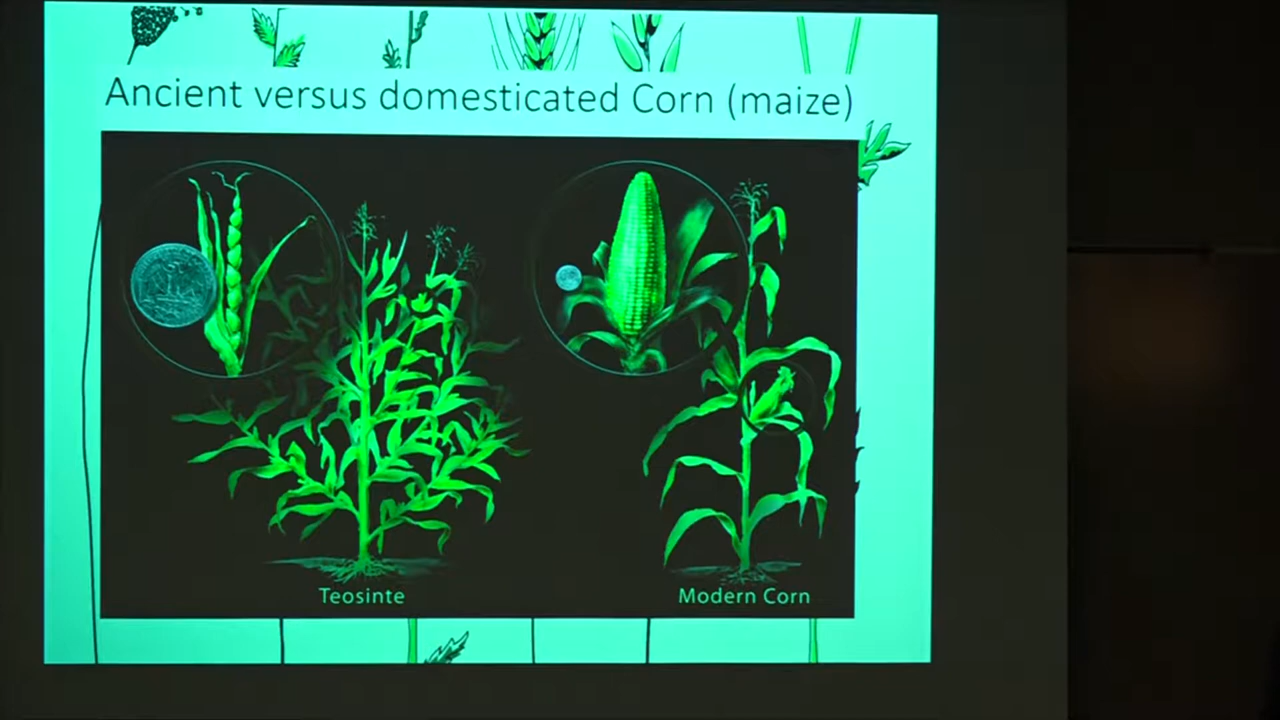 Ancient versus domesticated Corn (maize)
Teosinte
Modern Corn